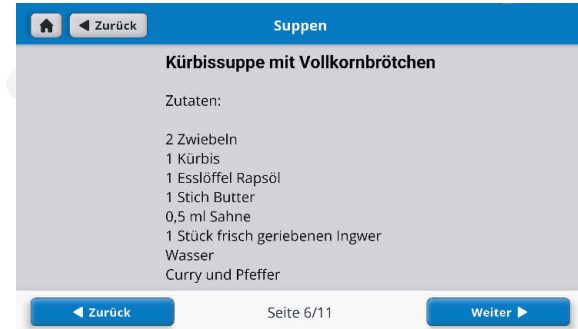 ◀ Zurück
Suppen
Kürbissuppe mit Vollkornbrötchen
Zutaten:
2 Zwiebeln
1 Kürbis
1 Esslöffel Rapsöl
1 Stich Butter
0,5 ml Sahne
1 Stück frisch geriebenen Ingwer
Wasser
Curry und Pfeffer
◀ Zurück
Seite 6/11
Weiter ▶